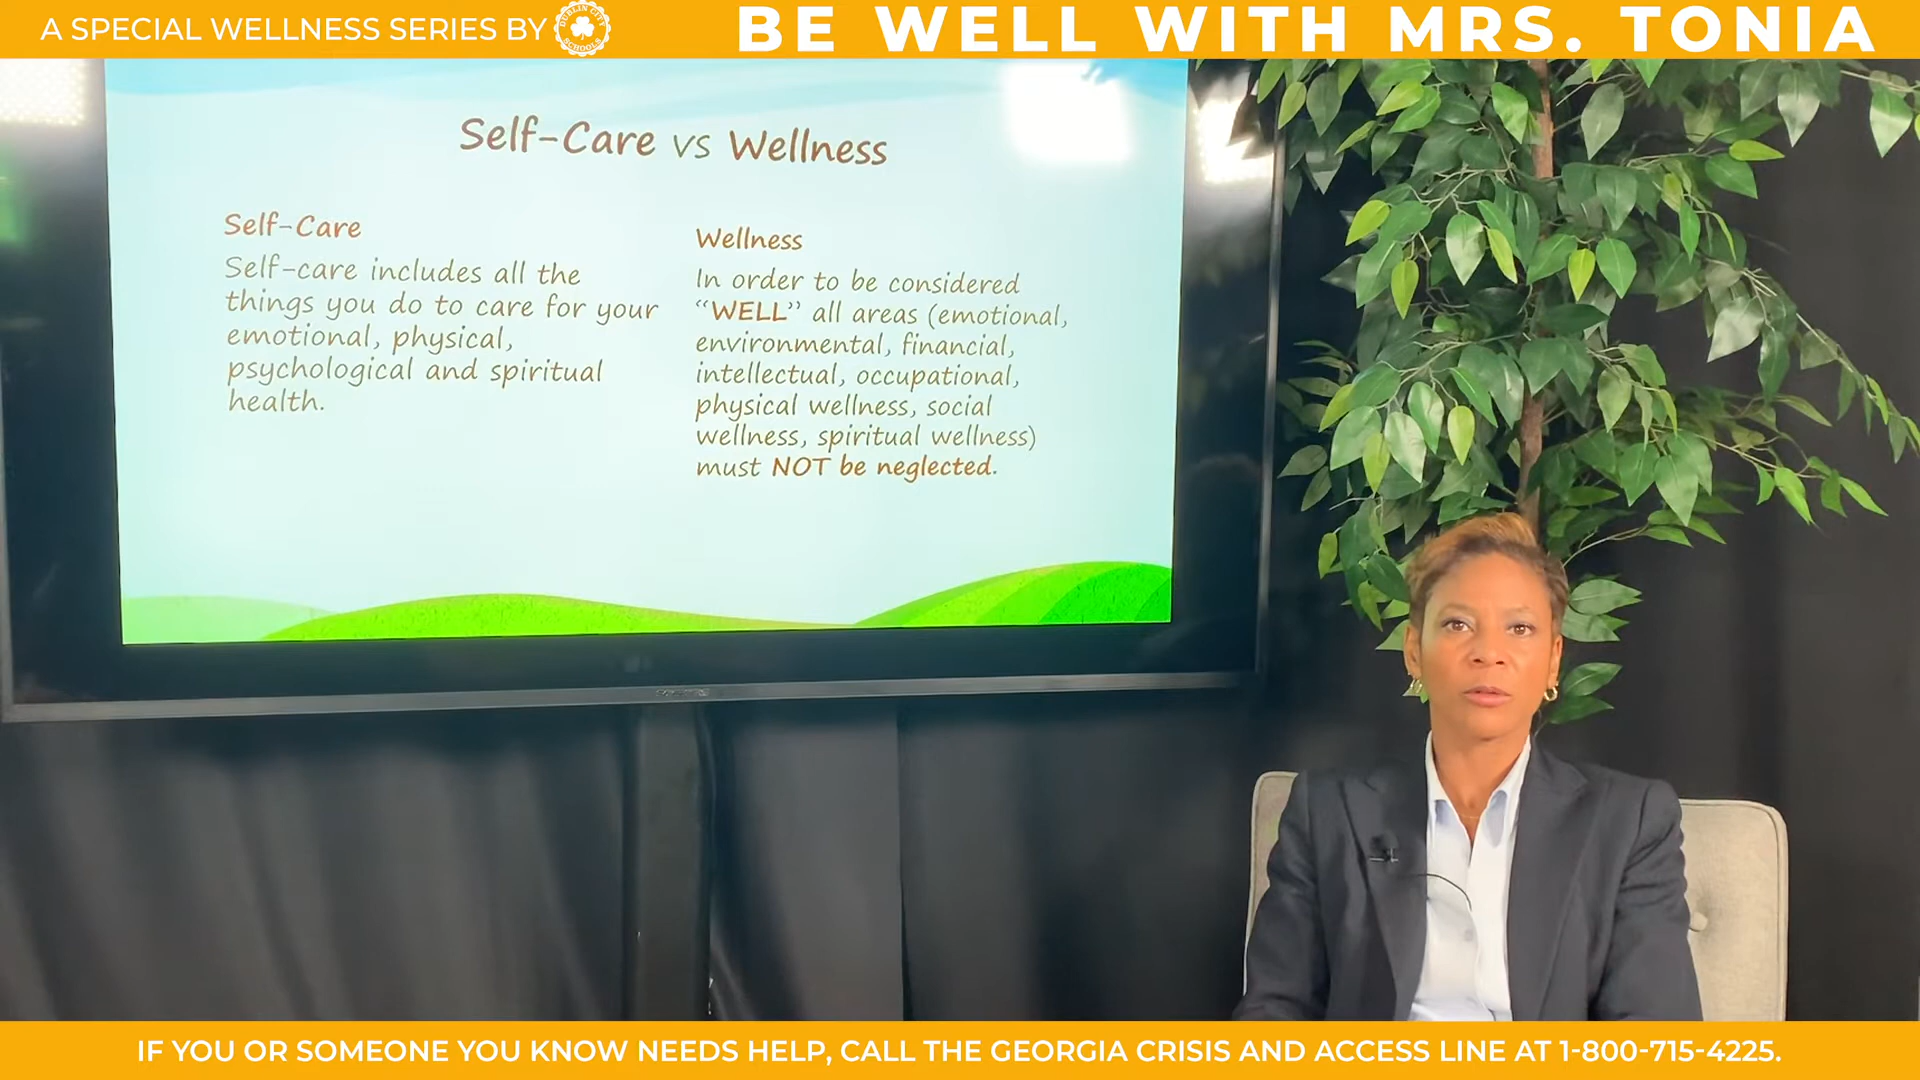 A SPECIAL WELLNESS SERIES BY
DUBLIN CITY
SCHOOLS
BE WELL WITH MRS. TONIA
Self-Care vs Wellness
Self-Care
Self-care includes all the
things you do to care for your
emotional, physical,
psychological and spiritual
health.
Wellness
In order to be considered
“WELL” all areas (emotional,
environmental, financial,
intellectual, occupational,
physical wellness, social
wellness, spiritual wellness)
must NOT be neglected.
IF YOU OR SOMEONE YOU KNOW NEEDS HELP, CALL THE GEORGIA CRISIS AND ACCESS LINE AT 1-800-715-4225.